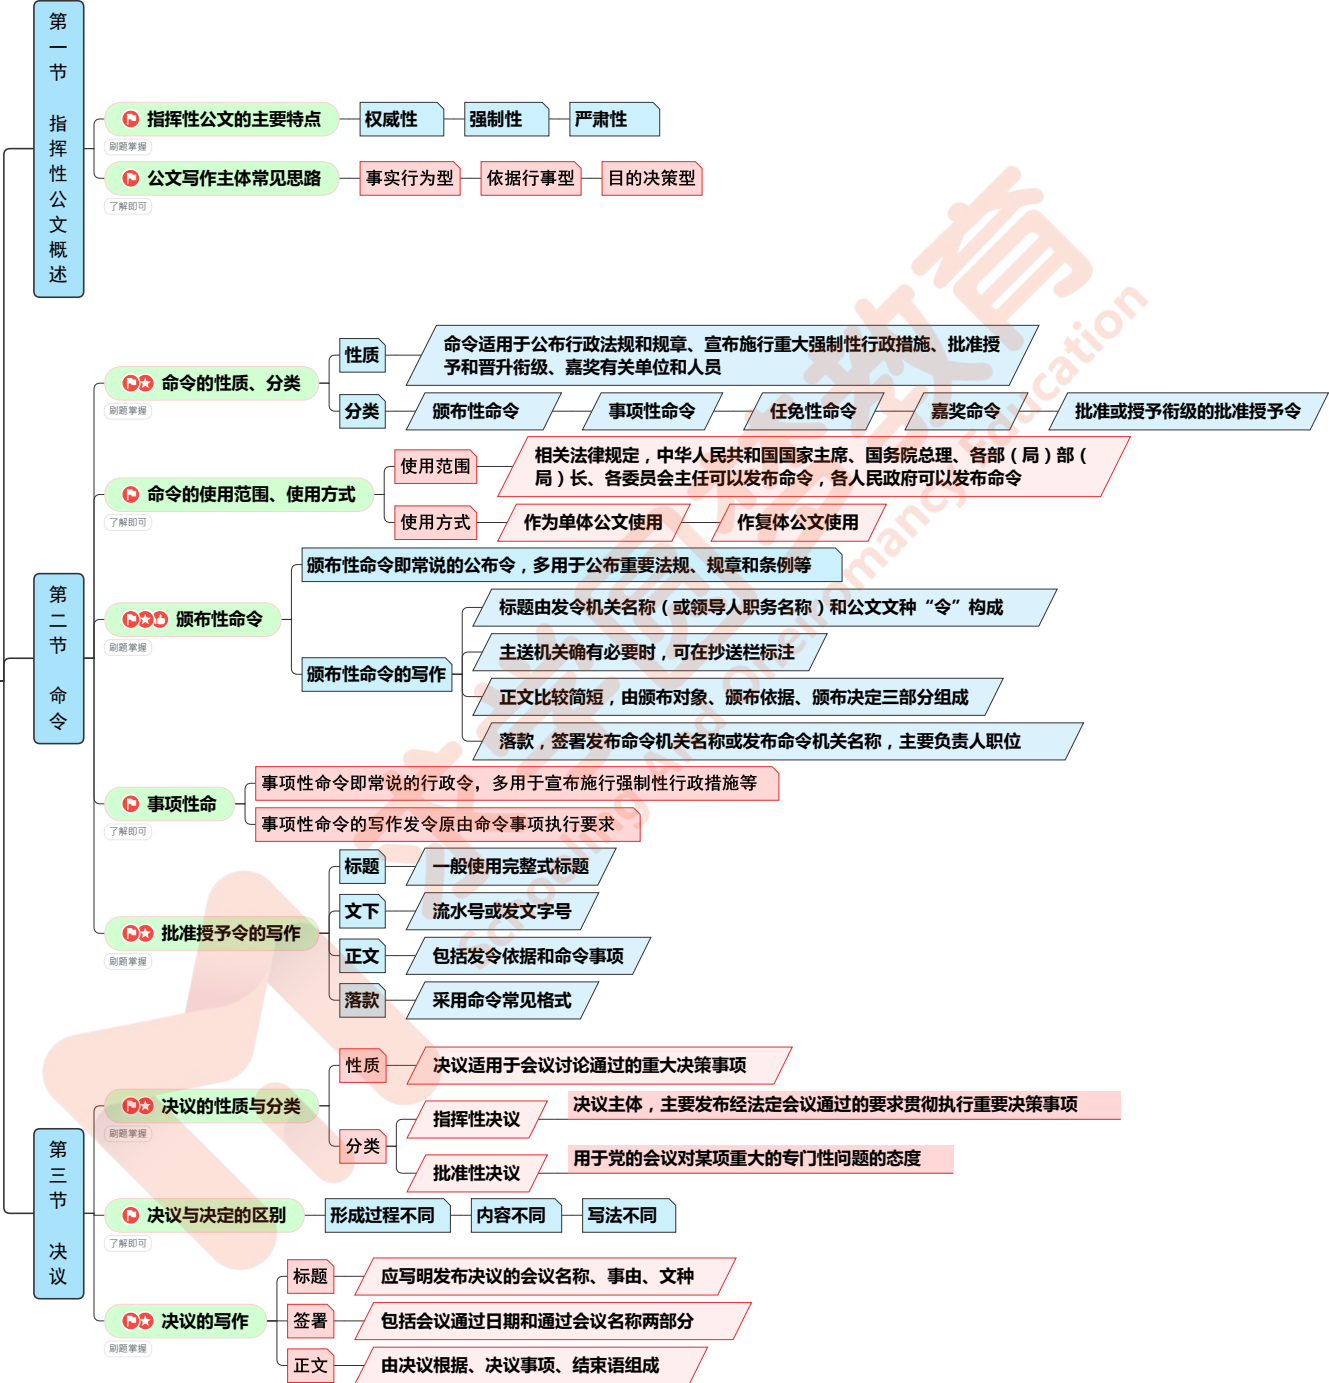 第一节 指挥性公文概述
指挥性公文的主要特点
刷题掌握
权威性
强制性
严肃性
公文写作主体常见思路
了解即可
事实行为型
依据行事型
目的决策型
第二节 命令
命令的性质、分类
刷题掌握
性质
命令适用于公布行政法规和规章、宣布施行重大强制性行政措施、批准授
予和晋升衔级、嘉奖有关单位和人员
分类
颁布性命令
事项性命令
任免性命令
嘉奖命令
批准或授予衔级的批准授予令
命令的使用范围、使用方式
了解即可
使用范围
相关法律规定，中华人民共和国国家主席、国务院总理、各部（局）部（
局）长、各委员会主任可以发布命令，各人民政府可以发布命令
使用方式
作为单体公文使用
作复体公文使用
颁布性命令
刷题掌握
颁布性命令即常说的公布令，多用于公布重要法规、规章和条例等
颁布性命令的写作
标题由发令机关名称（或领导人职务名称）和公文文种“令”构成
主送机关确有必要时，可在抄送栏标注
正文比较简短，由颁布对象、颁布依据、颁布决定三部分组成
落款，签署发布命令机关名称或发布命令机关名称，主要负责人职位
事项性命
了解即可
事项性命令即常说的行政令，多用于宣布施行强制性行政措施等
事项性命令的写作发令原由命令事项执行要求
批准授予令的写作
刷题掌握
标题
一般使用完整式标题
文下
流水号或发文字号
正文
包括发令依据和命令事项
落款
采用命令常见格式
第三节 决议
决议的性质与分类
刷题掌握
性质
决议适用于会议讨论通过的重大决策事项
分类
指挥性决议
决议主体，主要发布经法定会议通过的要求贯彻执行重要决策事项
批准性决议
用于党的会议对某项重大的专门性问题的态度
决议与决定的区别
了解即可
形成过程不同
内容不同
写法不同
决议的写作
刷题掌握
标题
应写明发布决议的会议名称、事由、文种
签署
包括会议通过日期和通过会议名称两部分
正文
由决议根据、决议事项、结束语组成
求学圆梦教育
Schooling And Oneiromancy Education